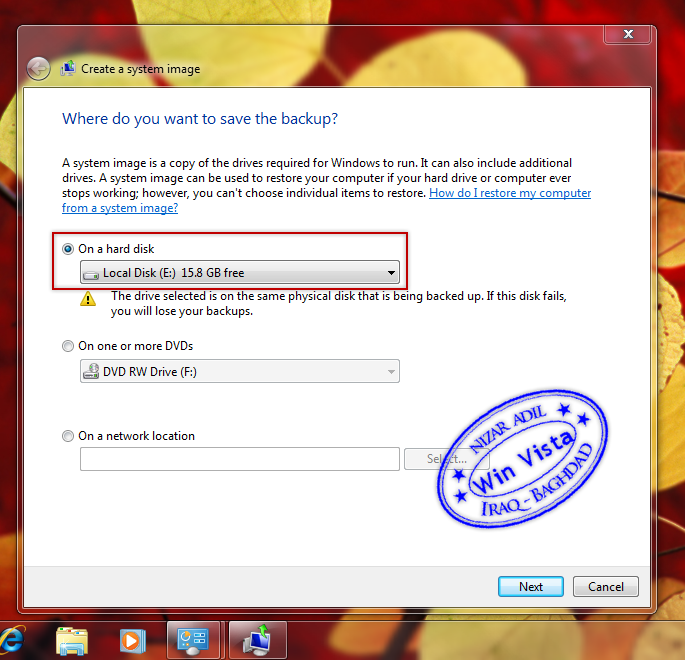 Create a system image
Where do you want to save the backup?
A system image is a copy of the drives required for Windows to run. It can also include additional
drives. A system image can be used to restore your computer if your hard drive or computer ever
stops working; however, you can't choose individual items to restore. How do I restore my computer
from a system image?
On a hard disk
Local Disk (E:) 15.8 GB free
The drive selected is on the same physical disk that is being backed up. If this disk fails,
you will lose your backups.
On one or more DVDs
DVD RW Drive (F:)
On a network location
Select...
NIZAR ADIL
Win Vista
IRAQ - BAGHDAD
Next
Cancel